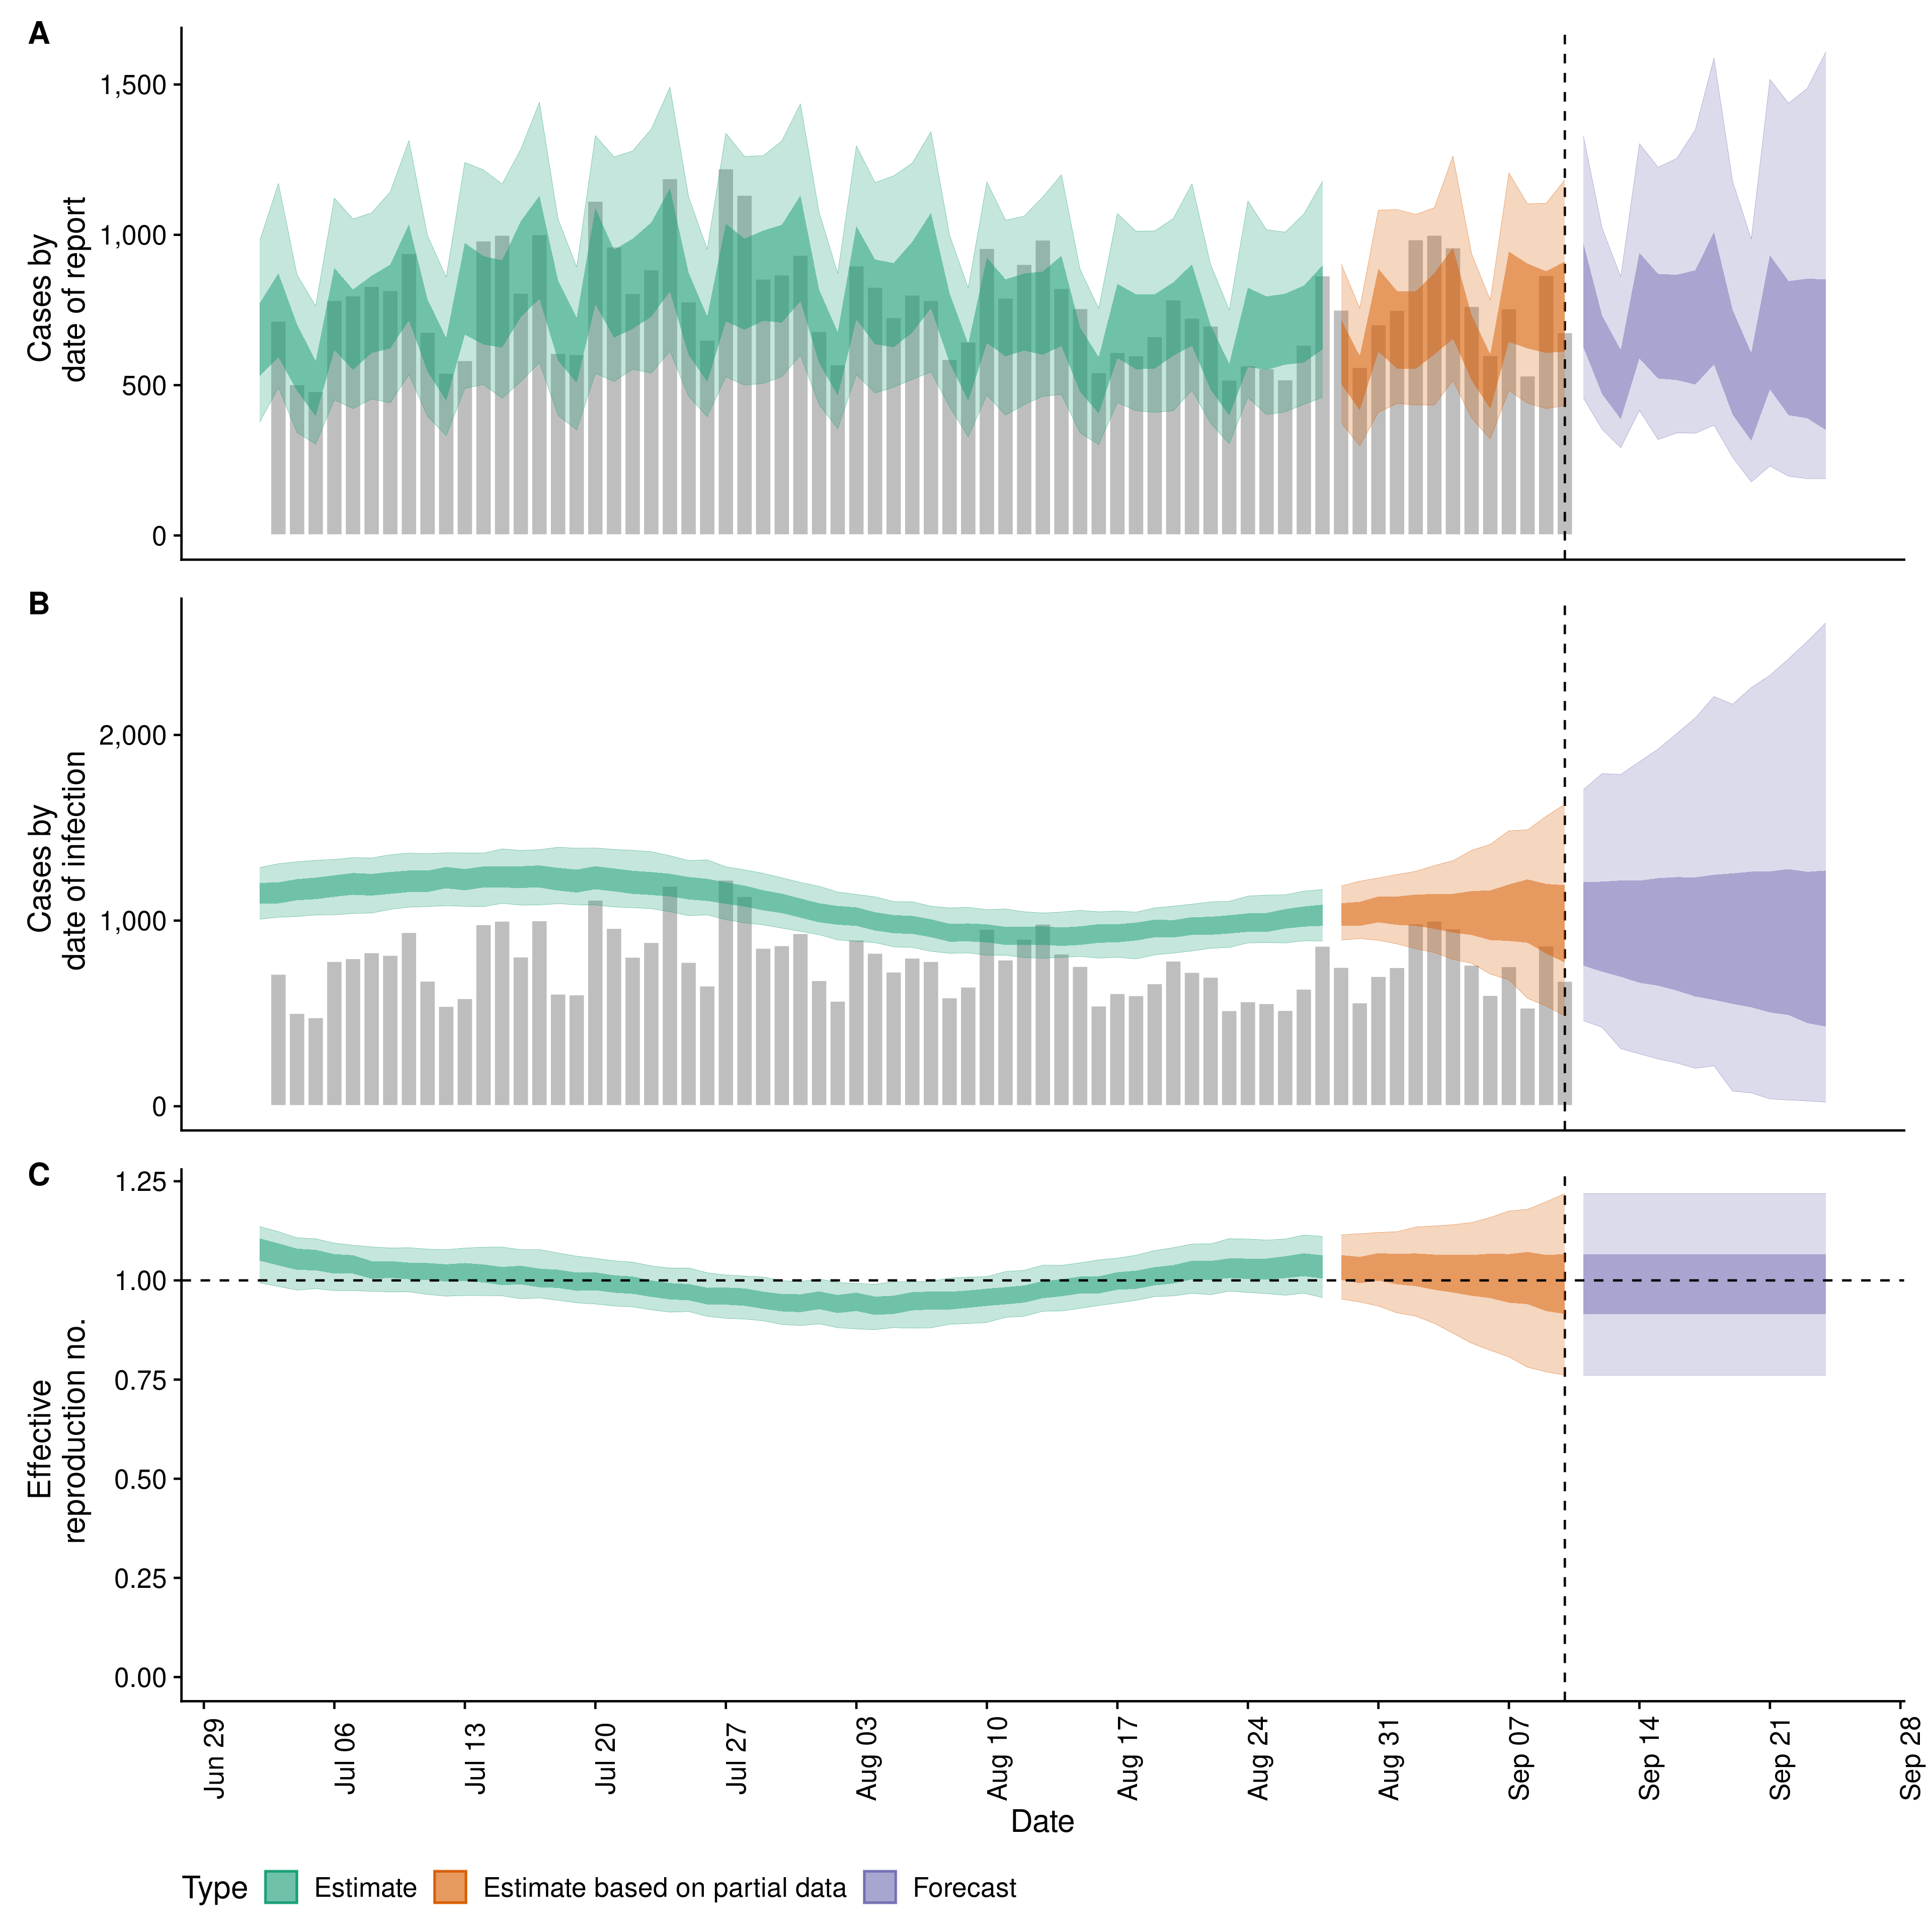 A
Cases by
date of report
1,500
1,000
500
0
B
Cases by
date of infection
2,000
1,000
0
C
Effective
reproduction no.
1.25
1.00
0.75
0.50
0.25
0.00
Jun 29
Jul 06
Jul 13
Jul 20
Jul 27
Aug 03
Aug 10
Aug 17
Aug 24
Aug 31
Sep 07
Sep 14
Sep 21
Sep 28
Date
Type Estimate Estimate based on partial data Forecast